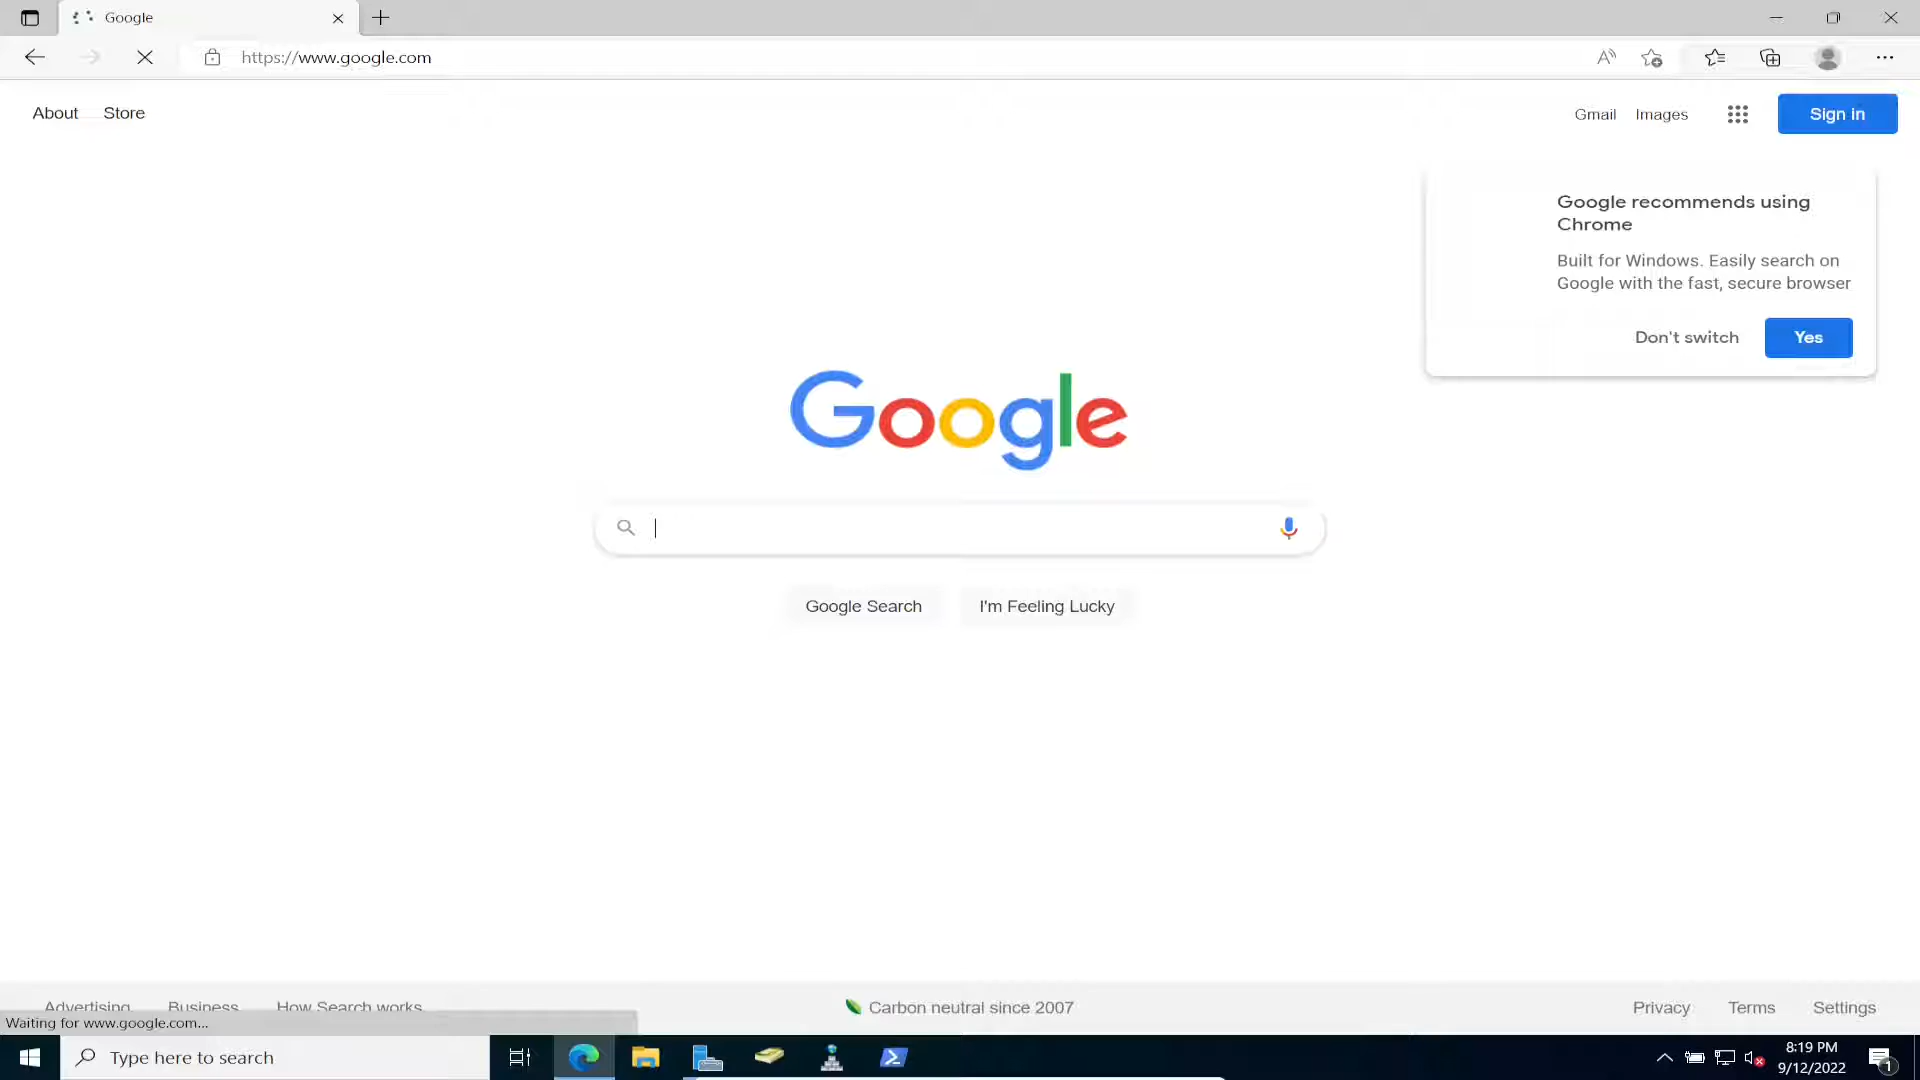 Google
https://www.google.com
About Store
Gmail Images Sign in
Google recommends using
Chrome
Built for Windows. Easily search on
Google with the fast, secure browser
Don't switch Yes
Google
Google Search I'm Feeling Lucky
Advertising Business How Search works
Carbon neutral since 2007
Privacy Terms Settings
Waiting for www.google.com...
Type here to search
8:19 PM
9/12/2022
1